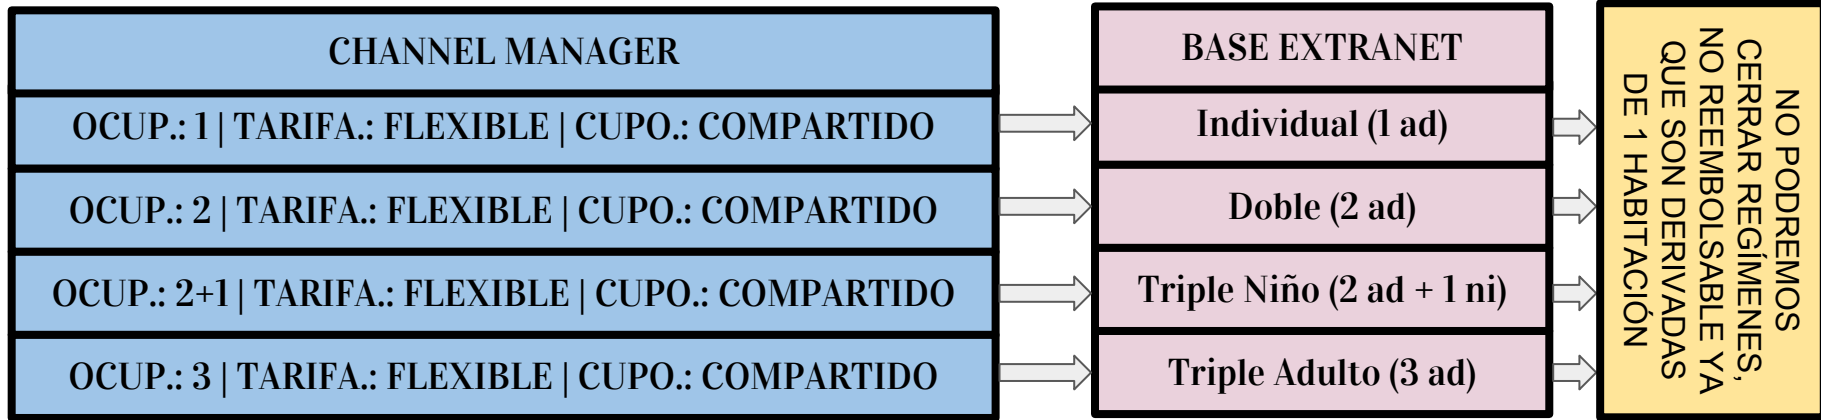 CHANNEL MANAGER
OCUP.: 1 | TARIFA.: FLEXIBLE | CUPO.: COMPARTIDO
OCUP.: 2 | TARIFA.: FLEXIBLE | CUPO.: COMPARTIDO
OCUP.: 2+1 | TARIFA.: FLEXIBLE | CUPO.: COMPARTIDO
OCUP.: 3 | TARIFA.: FLEXIBLE | CUPO.: COMPARTIDO
BASE EXTRANET
Individual (1 ad)
Doble (2 ad)
Triple Niño (2 ad + 1 ni)
Triple Adulto (3 ad)
NO PODREMOS
CERRAR REGÍMENES,
NO REEMBOLSABLE YA
QUE SON DERIVADAS
DE 1 HABITACIÓN